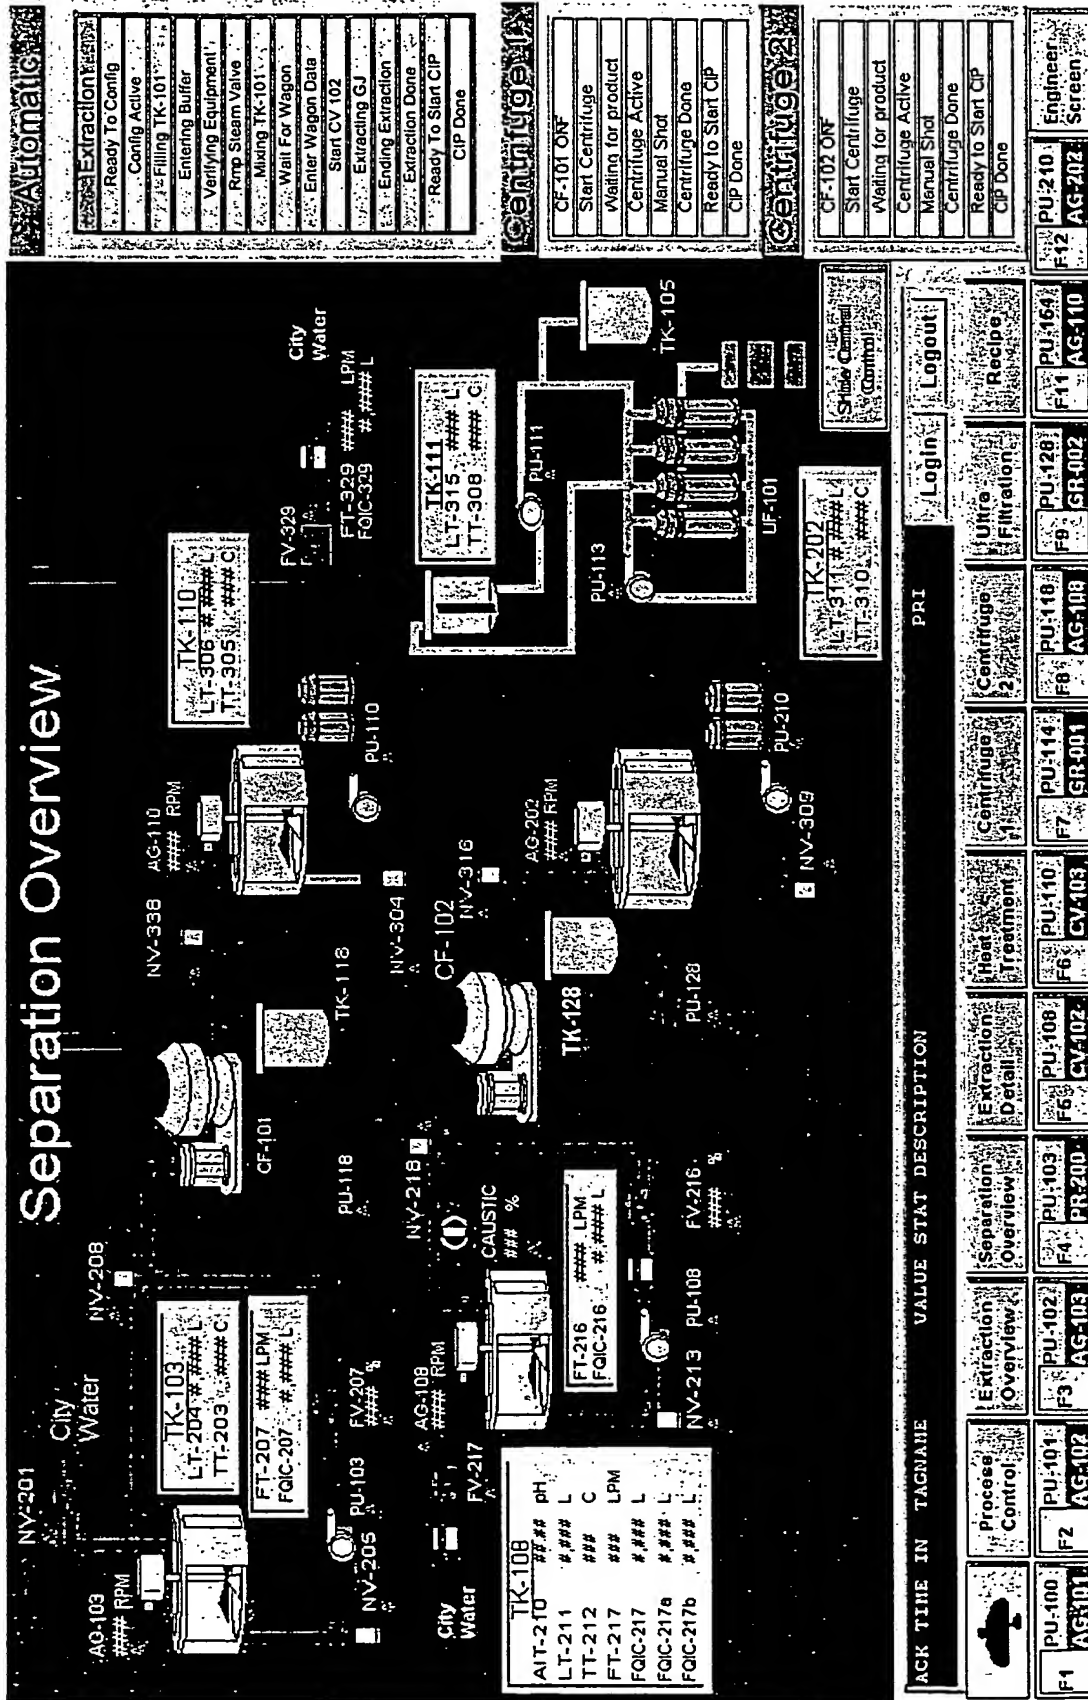 Separation Overview
NV-201
City
Water
NV-208
AG-103
### RPM
TK-103
LT-204 #,### L
TT-203 ### C
FT-207 ### LPM
FQIC-207 #,### L
NV-205
PU-103
FV-207
### %
CF-101
PU-118
TK-118
NV-338
AG-110
### RPM
TK-110
LT-306 #,### L
TT-305 ### C
PU-110
NV-304
FV-329
City
Water
FT-329 ### LPM
FQIC-329 #,### L
City
Water
FV-217
AG-108
### RPM
CAUSTIC
### %
NV-218
CF-102
NV-316
TK-128
PU-128
AG-202
### RPM
TK-111
LT-315 ### L
TT-308 ### C
PU-111
TK-105
PU-113
UF-101
TK-108
AIT-210 ##.## pH
LT-211 #,### L
TT-212 ### C
FT-217 ### LPM
FQIC-217 #,### L
FQIC-217a #,### L
FQIC-217b #,### L
FT-216 ### LPM
FQIC-216 #,### L
NV-213
PU-108
FV-216
### %
PU-210
NV-309
TK-202
LT-311 #,### L
TT-310 ### C
Control
Automatic
Extraction
Ready To Config
Config Active
Filling TK-101
Entering Buffer
Verifying Equipment
Rmp Steam Valve
Mixing TK-101
Wait For Wagon
Enter Wagon Data
Start CV 102
Extracting GJ
Ending Extraction
Extraction Done
Ready To Start CIP
CIP Done
Centrifuge 1
CF-101 ONF
Start Centrifuge
Waiting for product
Centrifuge Active
Manual Shot
Centrifuge Done
Ready to Start CIP
CIP Done
Centrifuge 2
CF-102 ONF
Start Centrifuge
Waiting for product
Centrifuge Active
Manual Shot
Centrifuge Done
Ready to Start CIP
CIP Done
ACK TIME IN TAGNAME VALUE STAT DESCRIPTION PRI
Login Logout
Process Control
Extraction Overview
Separation Overview
Extraction Detail
Heat Treatment
Centrifuge 1
Centrifuge 2
Ultra Filtration
Recipe
Engineer Screen
F1 PU-100 AG-101
F2 PU-101 AG-102
F3 PU-102 AG-103
F4 PU-103 PR-200
F5 PU-108 CV-102
F6 PU-110 CV-103
F7 PU-114 GR-001
F8 PU-118 AG-108
F9 PU-128 GR-002
F11 PU-164 AG-110
F12 PU-210 AG-202